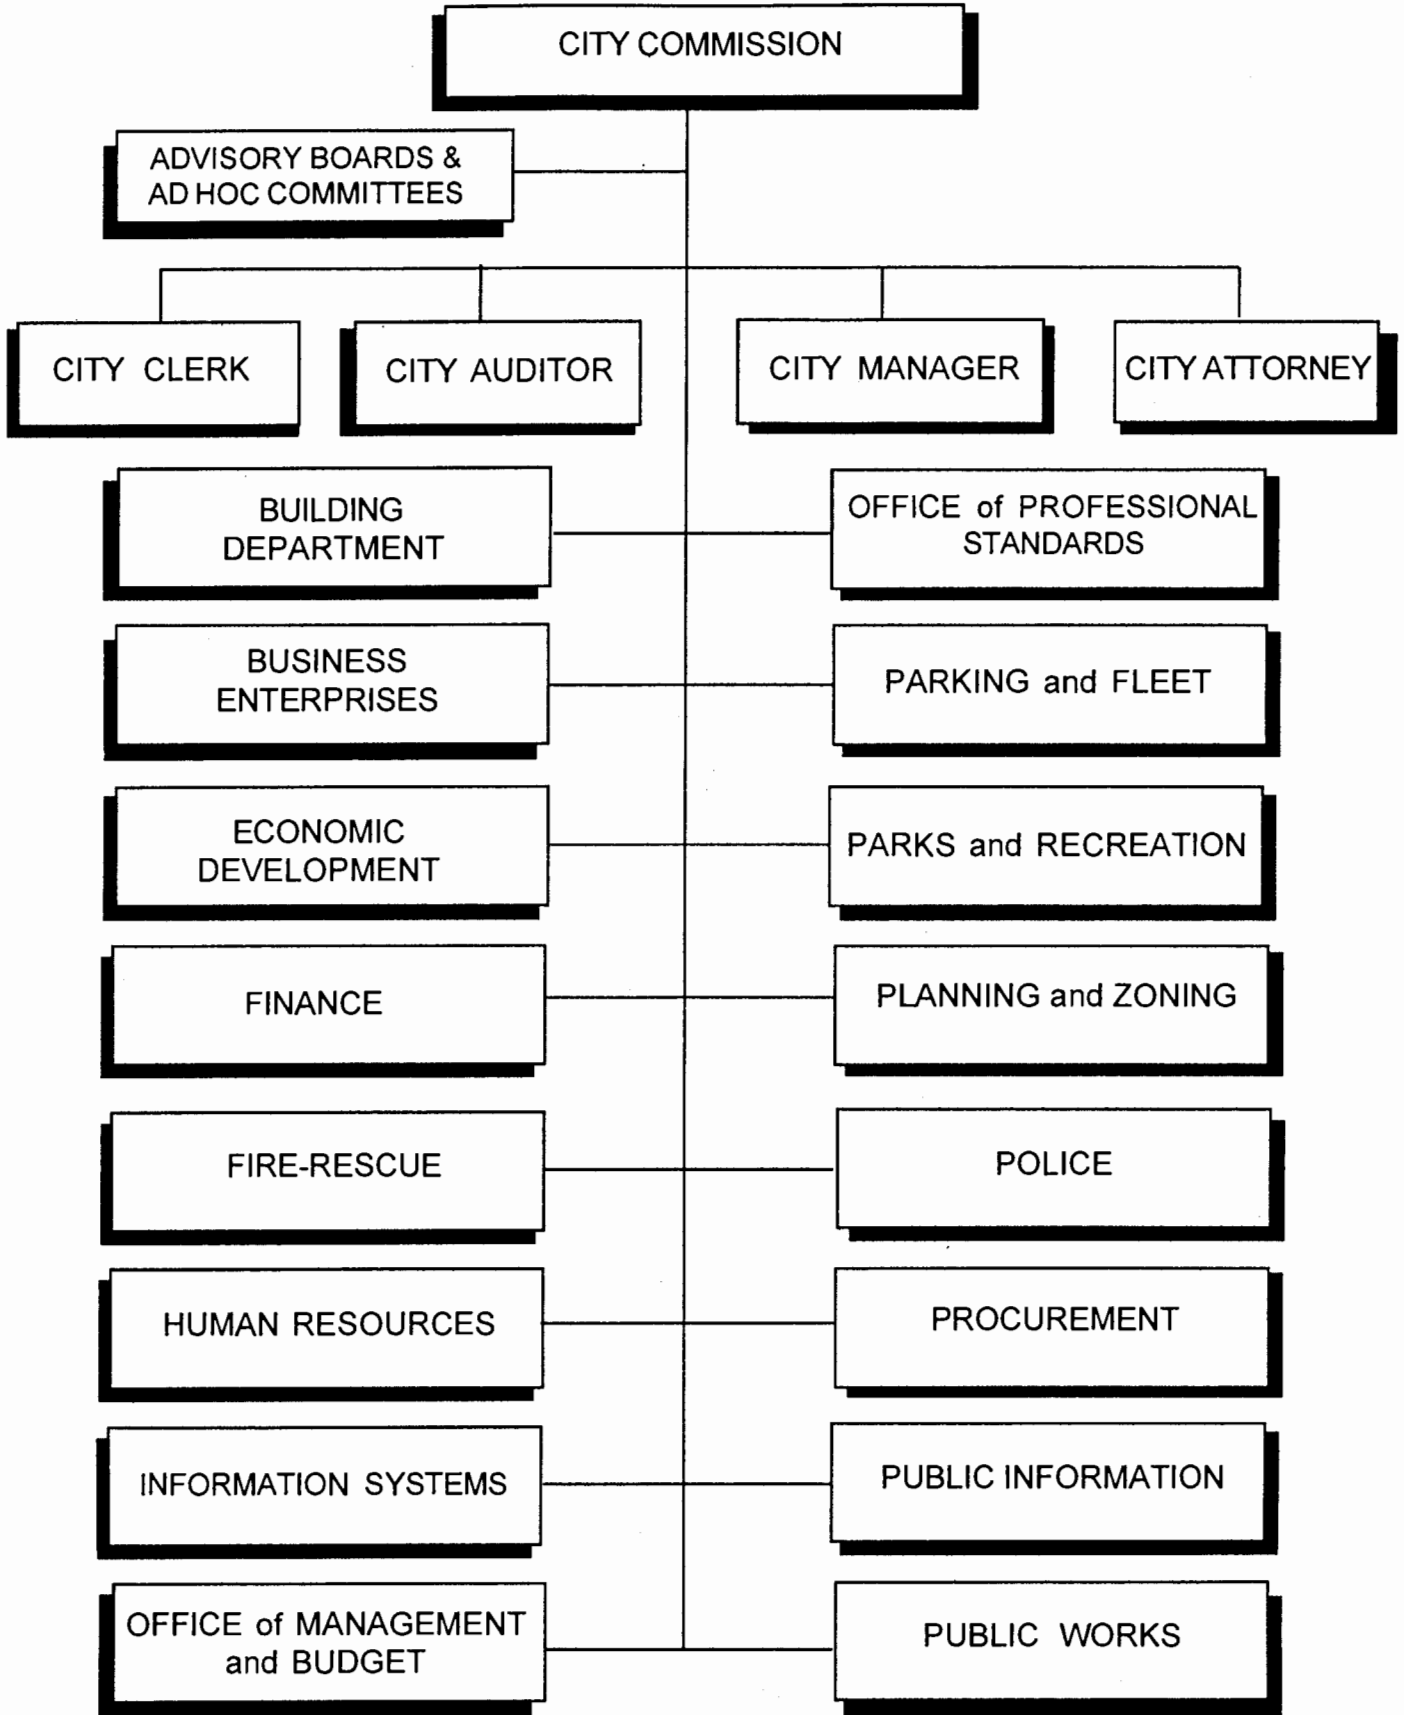 CITY COMMISSION
ADVISORY BOARDS &
AD HOC COMMITTEES
CITY CLERK
CITY AUDITOR
CITY MANAGER
CITY ATTORNEY
BUILDING
DEPARTMENT
OFFICE of PROFESSIONAL
STANDARDS
BUSINESS
ENTERPRISES
PARKING and FLEET
ECONOMIC
DEVELOPMENT
PARKS and RECREATION
FINANCE
PLANNING and ZONING
FIRE-RESCUE
POLICE
HUMAN RESOURCES
PROCUREMENT
INFORMATION SYSTEMS
PUBLIC INFORMATION
OFFICE of MANAGEMENT
and BUDGET
PUBLIC WORKS